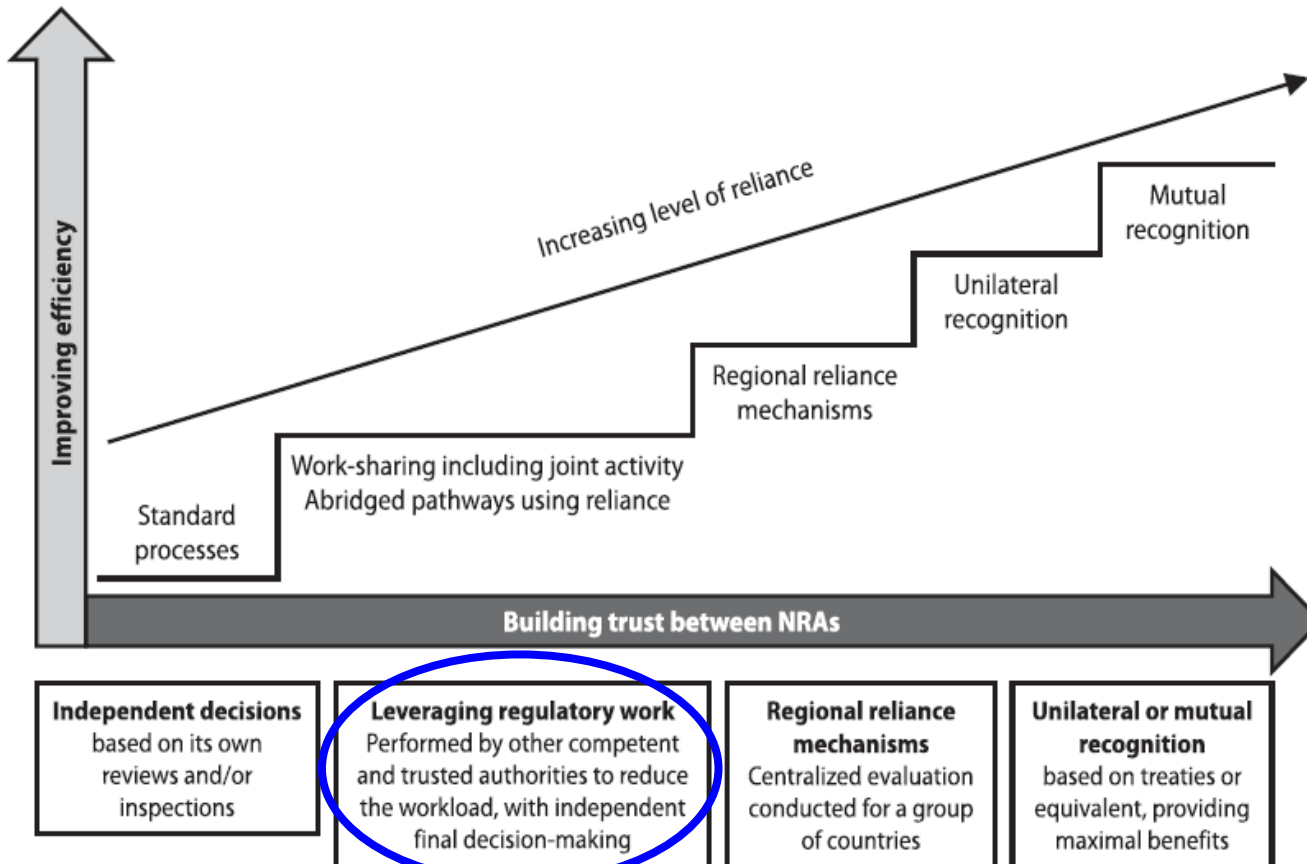 Improving efficiency
Increasing level of reliance
Mutual
recognition
Unilateral
recognition
Regional reliance
mechanisms
Work-sharing including joint activity
Abridged pathways using reliance
Standard
processes
Building trust between NRAs
Independent decisions
based on its own
reviews and/or
inspections
Leveraging regulatory work
Performed by other competent
and trusted authorities to reduce
the workload, with independent
final decision-making
Regional reliance
mechanisms
Centralized evaluation
conducted for a group
of countries
Unilateral or mutual
recognition
based on treaties or
equivalent, providing
maximal benefits